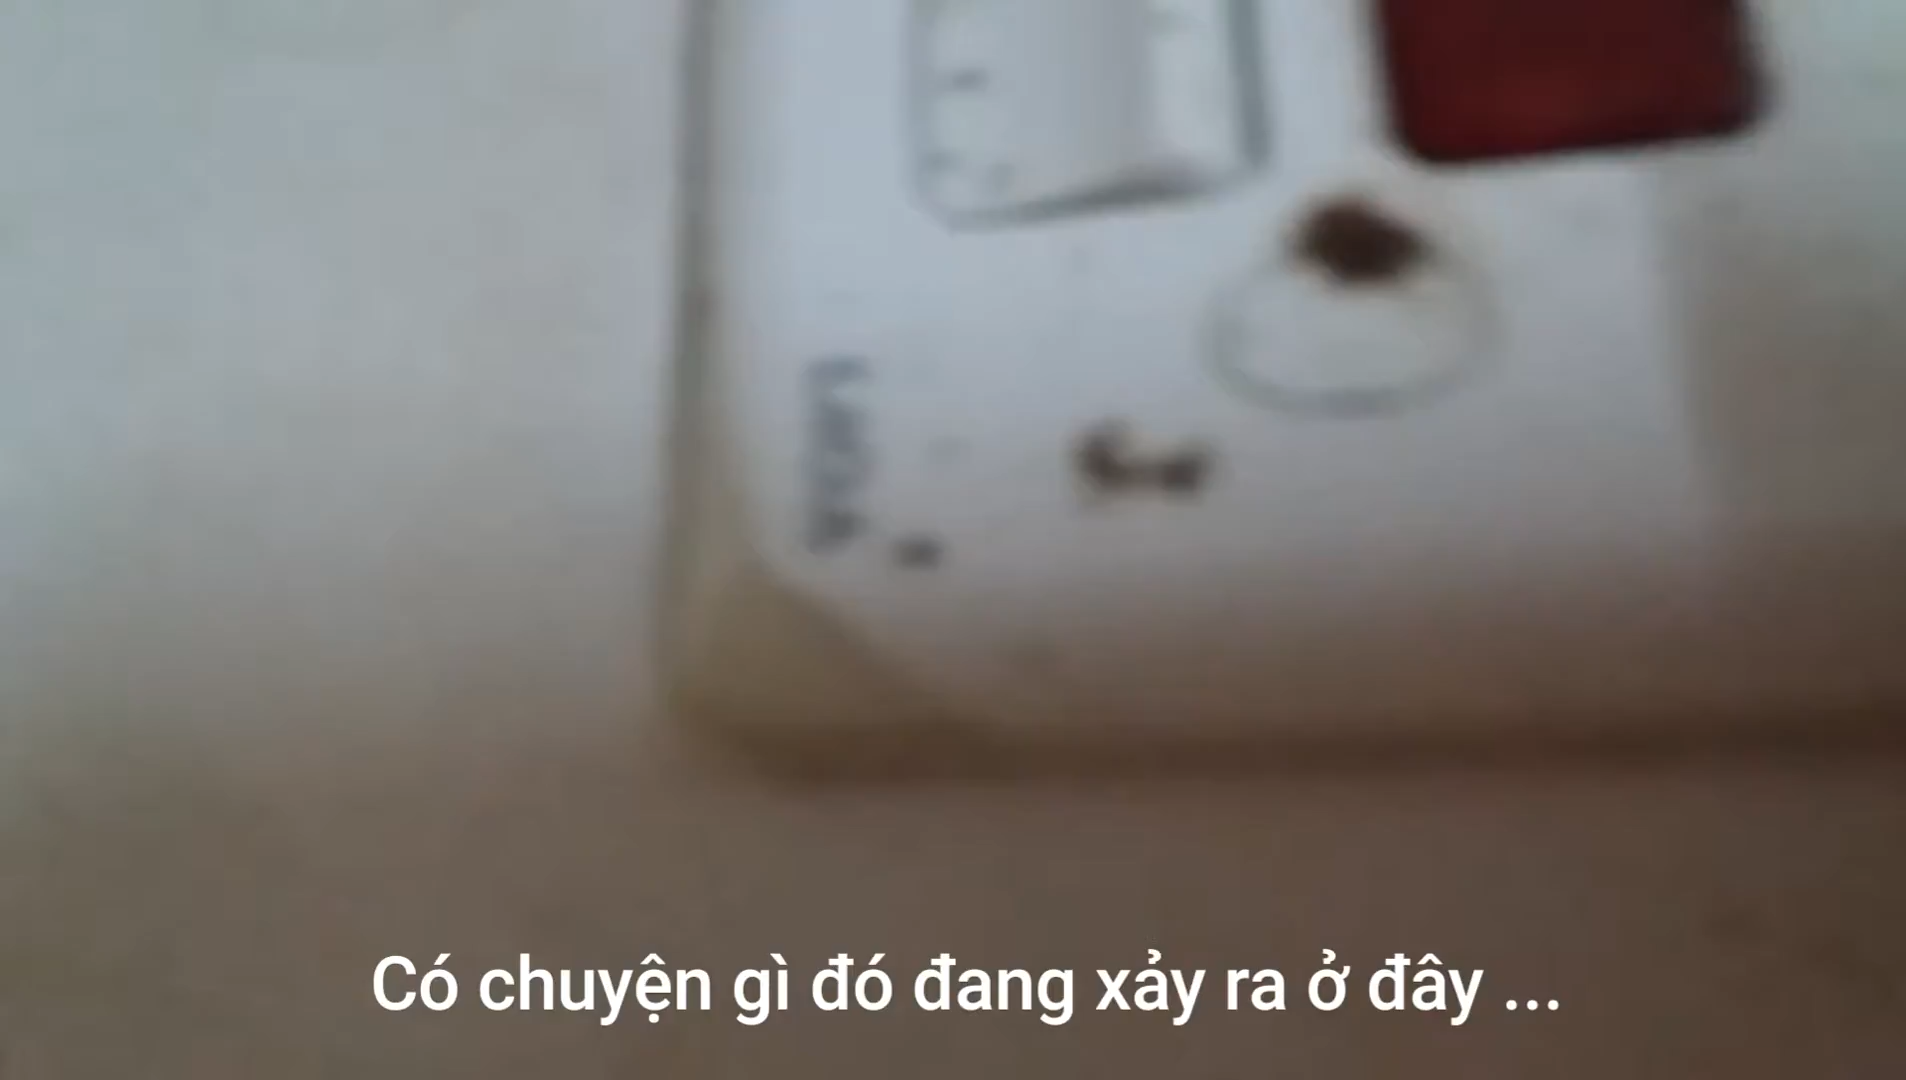 Có chuyện gì đó đang xảy ra ở đây ...